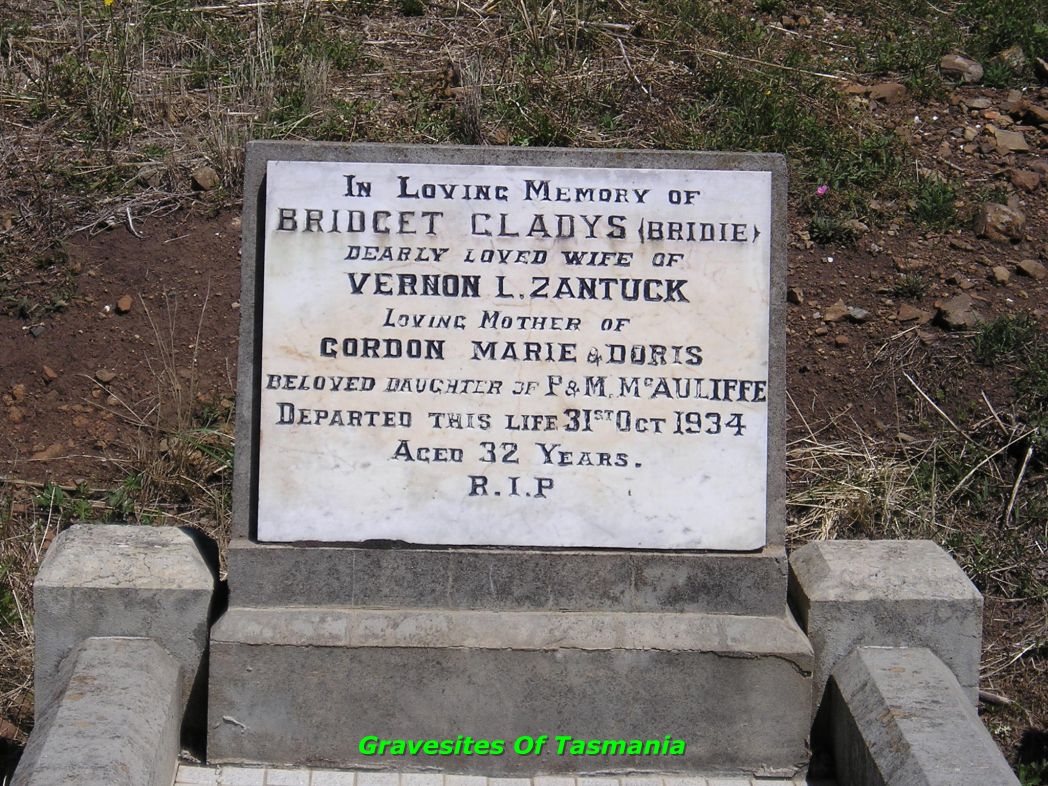 IN LOVING MEMORY OF
BRIDGET GLADYS (BRIDIE)
DEARLY LOVED WIFE OF
VERNON L. ZANTUCK
LOVING MOTHER OF
GORDON MARIE & DORIS
BELOVED DAUGHTER OF P & M. McAULIFFE
DEPARTED THIS LIFE 31ST OCT 1934
AGED 32 YEARS.
R.I.P
Gravesites Of Tasmania